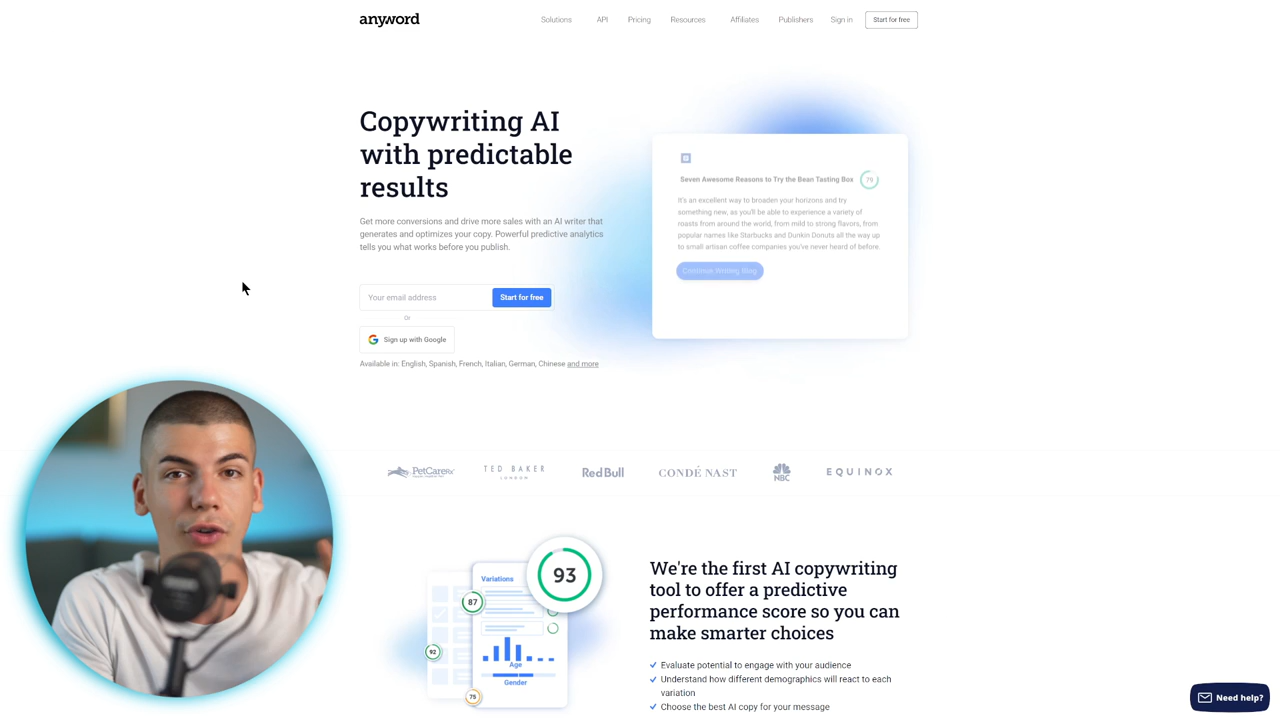 anyword
Solutions
API
Pricing
Resources
Affiliates
Publishers
Sign in
Start for free
Copywriting AI
with predictable
results
Get more conversions and drive more sales with an AI writer that
generates and optimizes your copy. Powerful predictive analytics
tells you what works before you publish.
Your email address
Start for free
Or
Sign up with Google
Available in: English, Spanish, French, Italian, German, Chinese and more
Seven Awesome Reasons to Try the Bean Tasting Box
79
It's an excellent way to broaden your horizons and try
something new, as you'll be able to experience a variety of
roasts from around the world, from mild to strong flavors, from
popular names like Starbucks and Dunkin Donuts all the way up
to small artisan coffee companies you've never heard of before.
Continue Writing Blog
PetCareRx
TED BAKER
LONDON
Red Bull
CONDÉ NAST
NBC
EQUINOX
93
Variations
87
92
Age
Gender
75
We're the first AI copywriting
tool to offer a predictive
performance score so you can
make smarter choices
Evaluate potential to engage with your audience
Understand how different demographics will react to each
variation
Choose the best AI copy for your message
Need help?